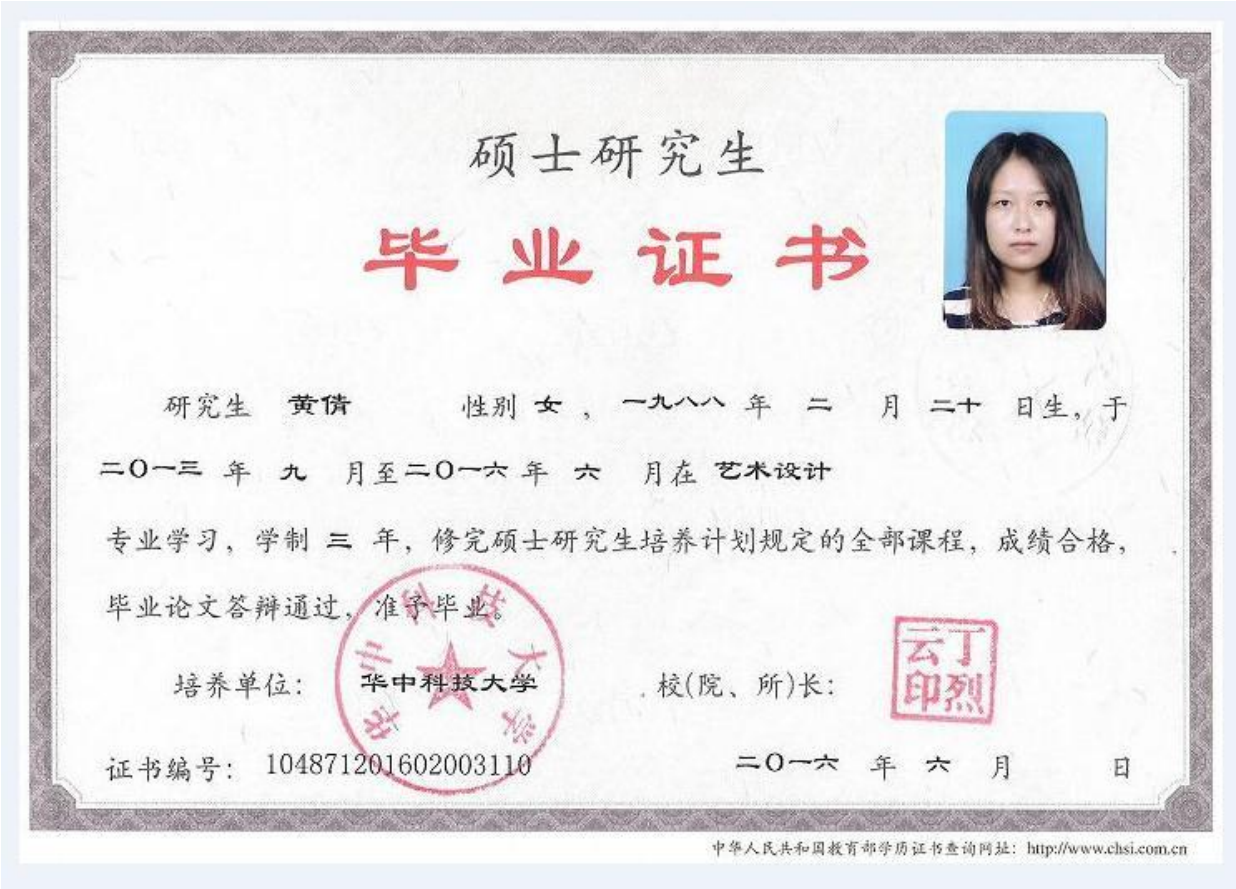 硕士研究生
毕业证书
研究生 黄倩 性别 女 ，一九八八 年 二 月 二十 日生，于
二〇一三 年 九 月至 二〇一六 年 六 月在 艺术设计
专业学习，学制 三 年，修完硕士研究生培养计划规定的全部课程，成绩合格，
毕业论文答辩通过，准予毕业。
华中科技大学
培养单位： 华中科技大学 校(院、所)长：
丁烈云印
证书编号： 104871201602003110 二〇一六 年 六 月 日
中华人民共和国教育部学历证书查询网址：http://www.chsi.com.cn